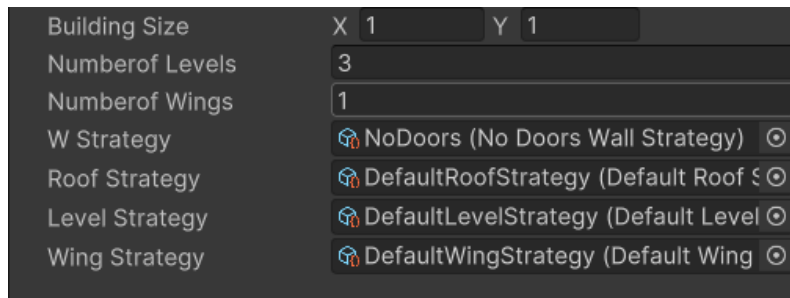 Building Size X 1 Y 1
Numberof Levels 3
Numberof Wings 1
W Strategy NoDoors (No Doors Wall Strategy)
Roof Strategy DefaultRoofStrategy (Default Roof S
Level Strategy DefaultLevelStrategy (Default Level
Wing Strategy DefaultWingStrategy (Default Wing